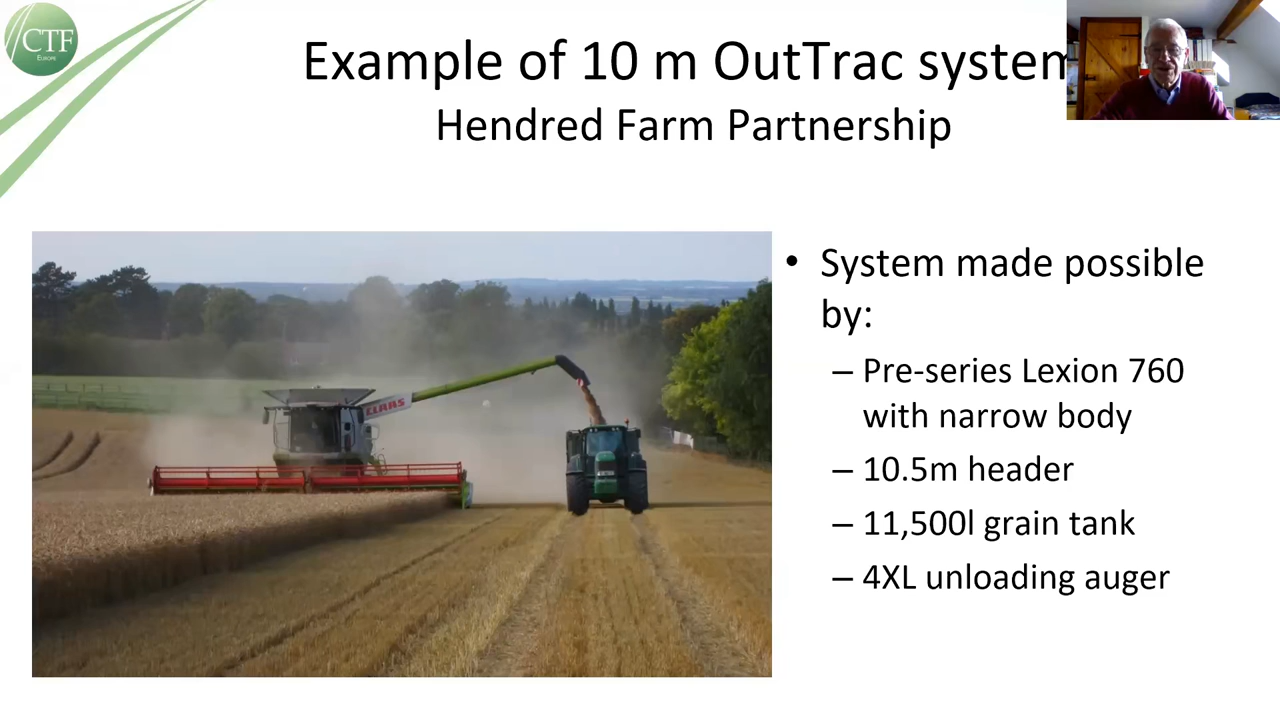 CTF
EUROPE
Example of 10 m OutTrac system
Hendred Farm Partnership
CLAAS
• System made possible
by:
– Pre-series Lexion 760
with narrow body
– 10.5m header
– 11,500l grain tank
– 4XL unloading auger